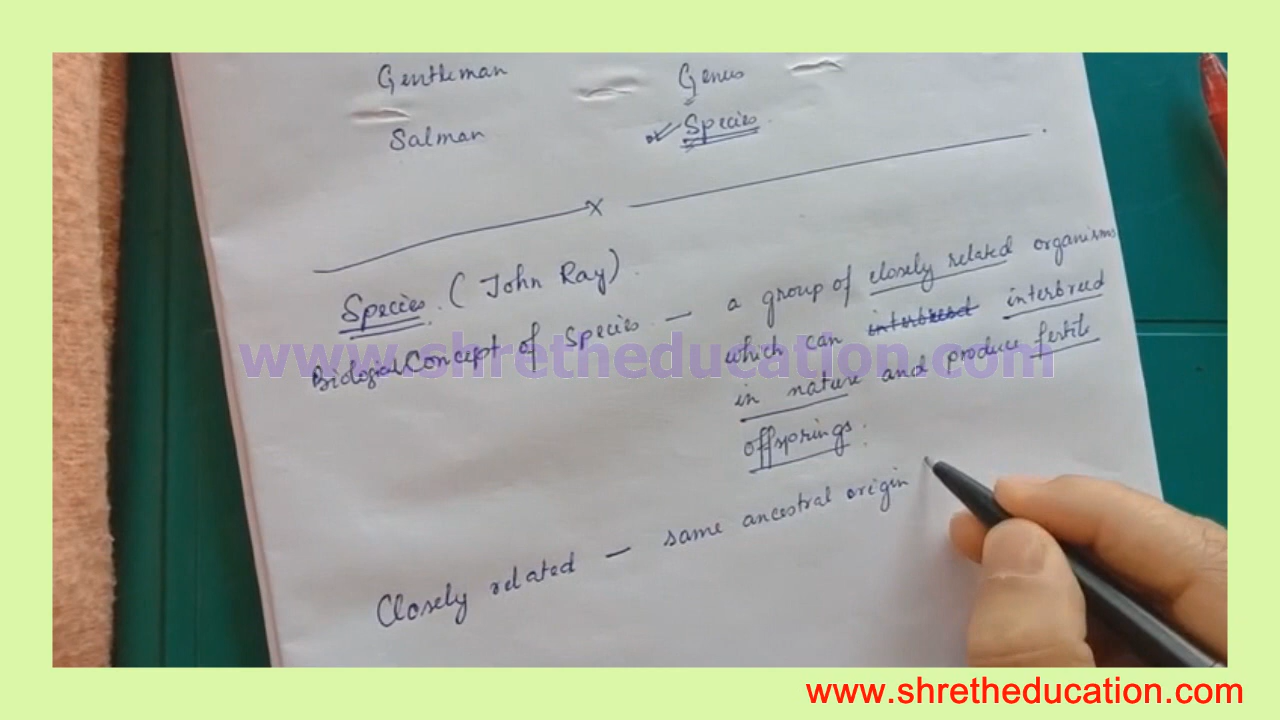 Gentleman Genus
Salman Species
x
Species. (John Ray).
Biological Concept of Species. — a group of closely related organisms
which can interbreed interbreed
in nature and produce fertile
offsprings.
Closely related — same ancestral origin
www.shretheducation.com
www.shretheducation.com